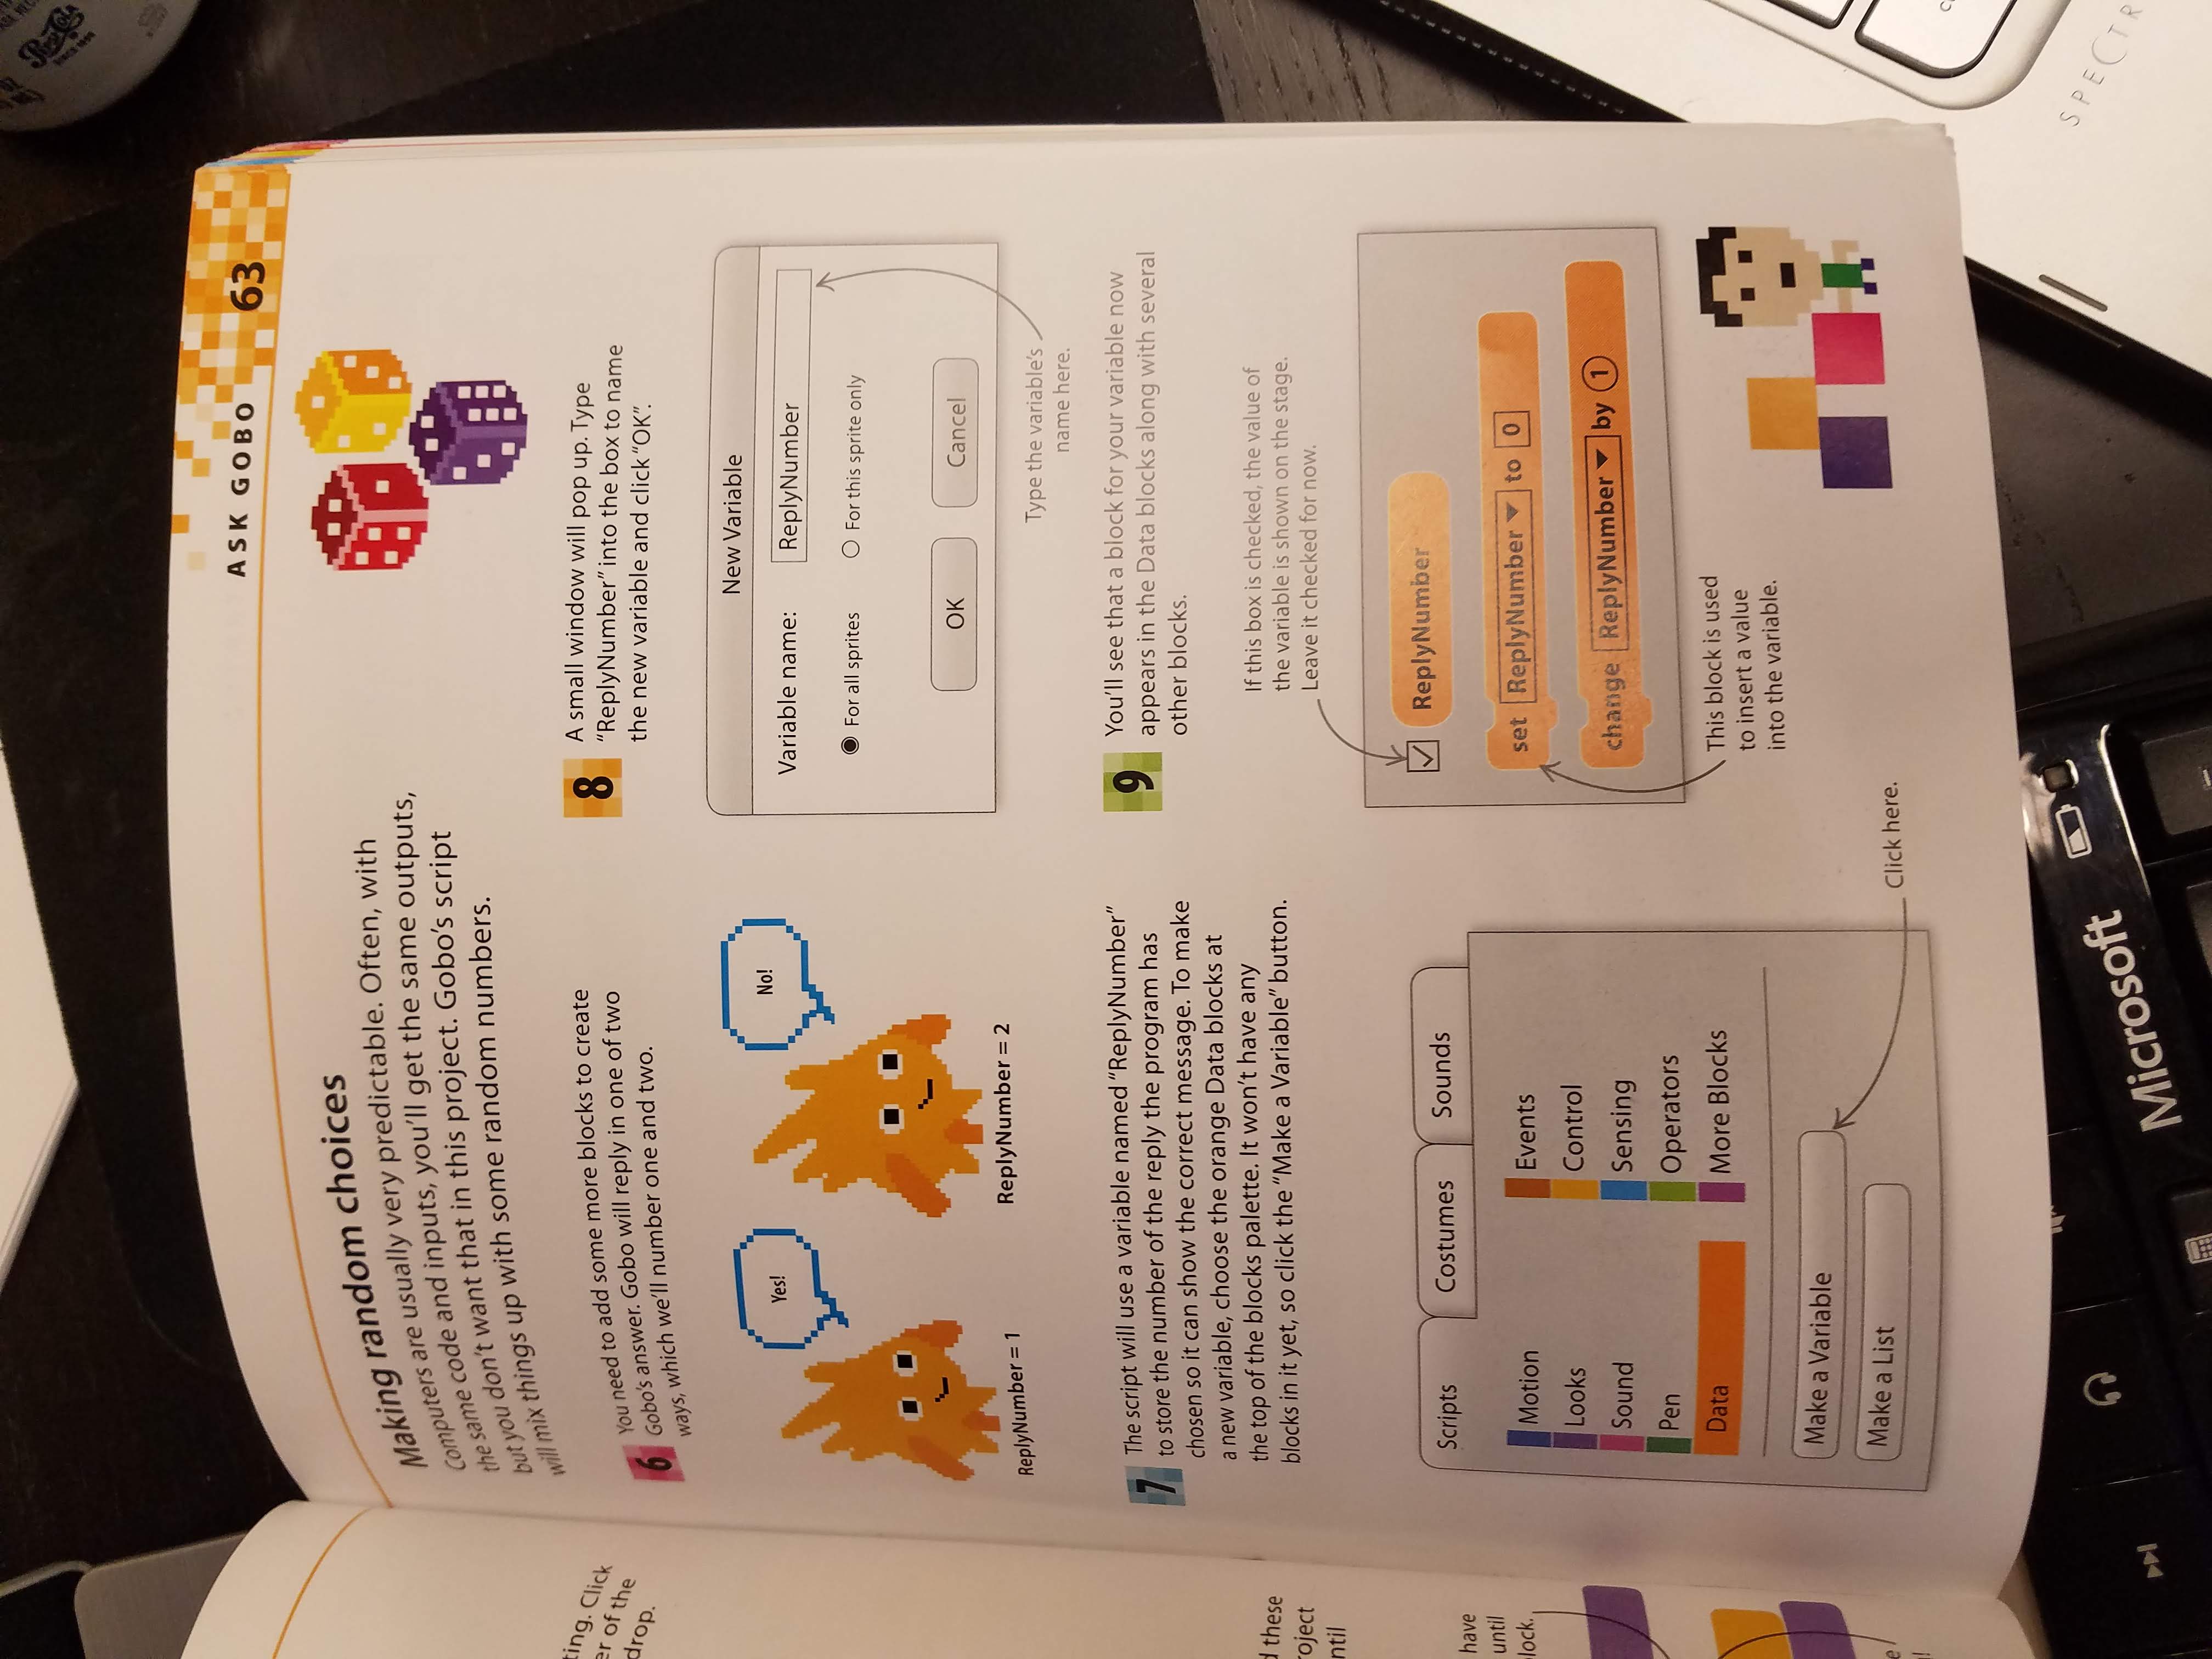 ASK GOBO 63
Making random choices
Computers are usually very predictable. Often, with
the same code and inputs, you'll get the same outputs,
but you don't want that in this project. Gobo's script
will mix things up with some random numbers.
6
You need to add some more blocks to create
Gobo's answer. Gobo will reply in one of two
ways, which we'll number one and two.
Yes!
No!
ReplyNumber = 1
ReplyNumber = 2
7
The script will use a variable named “ReplyNumber”
to store the number of the reply the program has
chosen so it can show the correct message. To make
a new variable, choose the orange Data blocks at
the top of the blocks palette. It won't have any
blocks in it yet, so click the “Make a Variable” button.
Scripts
Costumes
Sounds
Motion
Events
Looks
Control
Sound
Sensing
Pen
Operators
Data
More Blocks
Make a Variable
Make a List
Click here.
8
A small window will pop up. Type
“ReplyNumber” into the box to name
the new variable and click “OK”.
New Variable
Variable name:
ReplyNumber
For all sprites
For this sprite only
OK
Cancel
Type the variable's
name here.
9
You'll see that a block for your variable now
appears in the Data blocks along with several
other blocks.
If this box is checked, the value of
the variable is shown on the stage.
Leave it checked for now.
ReplyNumber
set ReplyNumber to 0
change ReplyNumber by 1
This block is used
to insert a value
into the variable.
ting. Click
er of the
drop.
these
roject
ntil
have
until
lock.
Microsoft
SPECTR
Pepsi-Cola
SINCE 1898